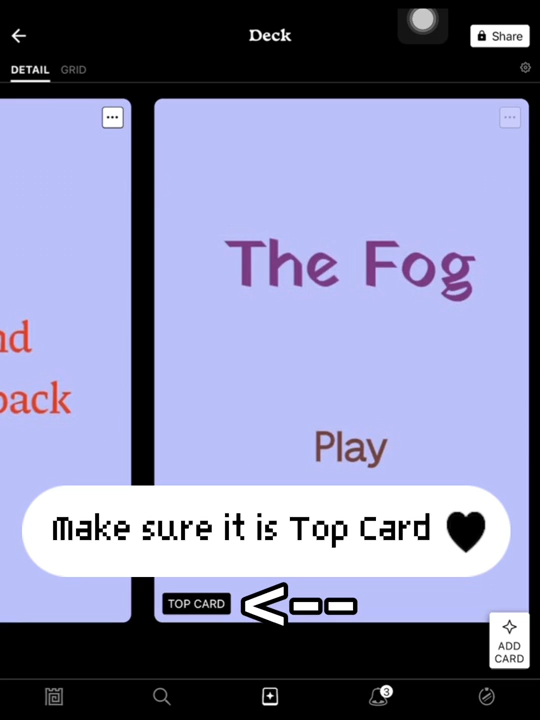 Deck
Share
DETAIL GRID
The Fog
nd
back
Play
Make sure it is Top Card
TOP CARD
ADD
CARD
3